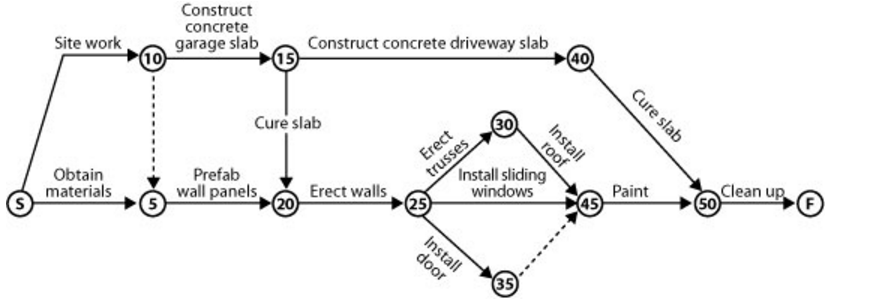 Construct
concrete
garage slab
Site work
10
15
Construct concrete driveway slab
40
Cure slab
Cure slab
30
Erect
trusses
Install
roof
Obtain
materials
Prefab
wall panels
Install sliding
windows
S
5
20
Erect walls
25
45
Paint
50
Clean up
F
Install
door
35